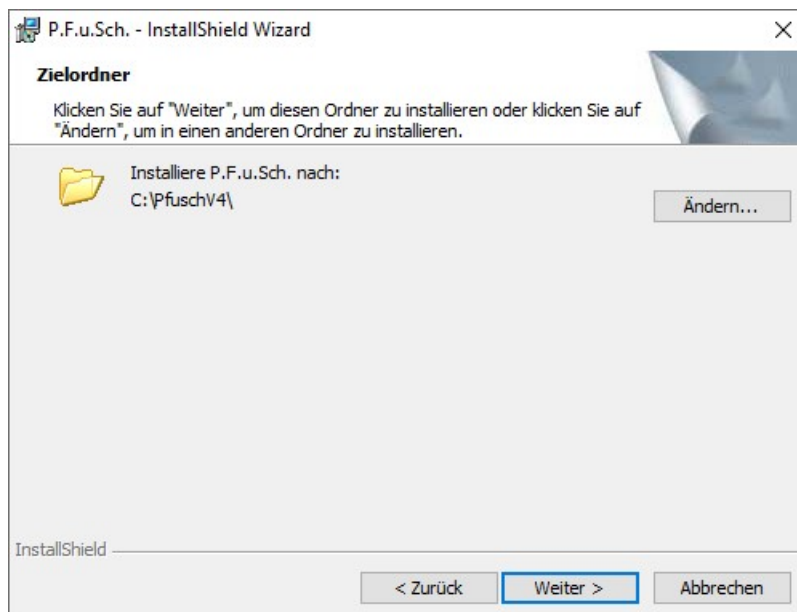 P.F.u.Sch. - InstallShield Wizard
Zielordner
Klicken Sie auf "Weiter", um diesen Ordner zu installieren oder klicken Sie auf
"Ändern", um in einen anderen Ordner zu installieren.
Installiere P.F.u.Sch. nach:
C:\PfuschV4\
Ändern...
InstallShield
< Zurück
Weiter >
Abbrechen